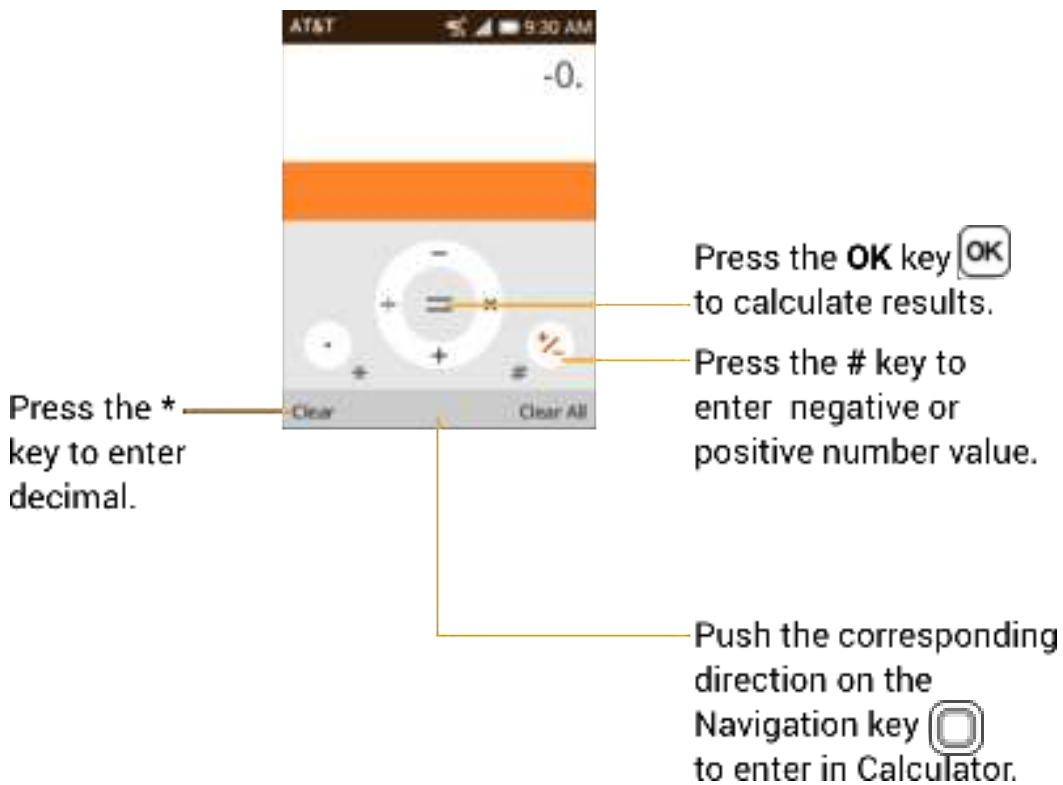 AT&T 9:30 AM
-0.
−
+ = ×
+
. +/−
* #
Clear Clear All
Press the OK key OK
to calculate results.
Press the # key to
enter negative or
positive number value.
Press the *
key to enter
decimal.
Push the corresponding
direction on the
Navigation key
to enter in Calculator.